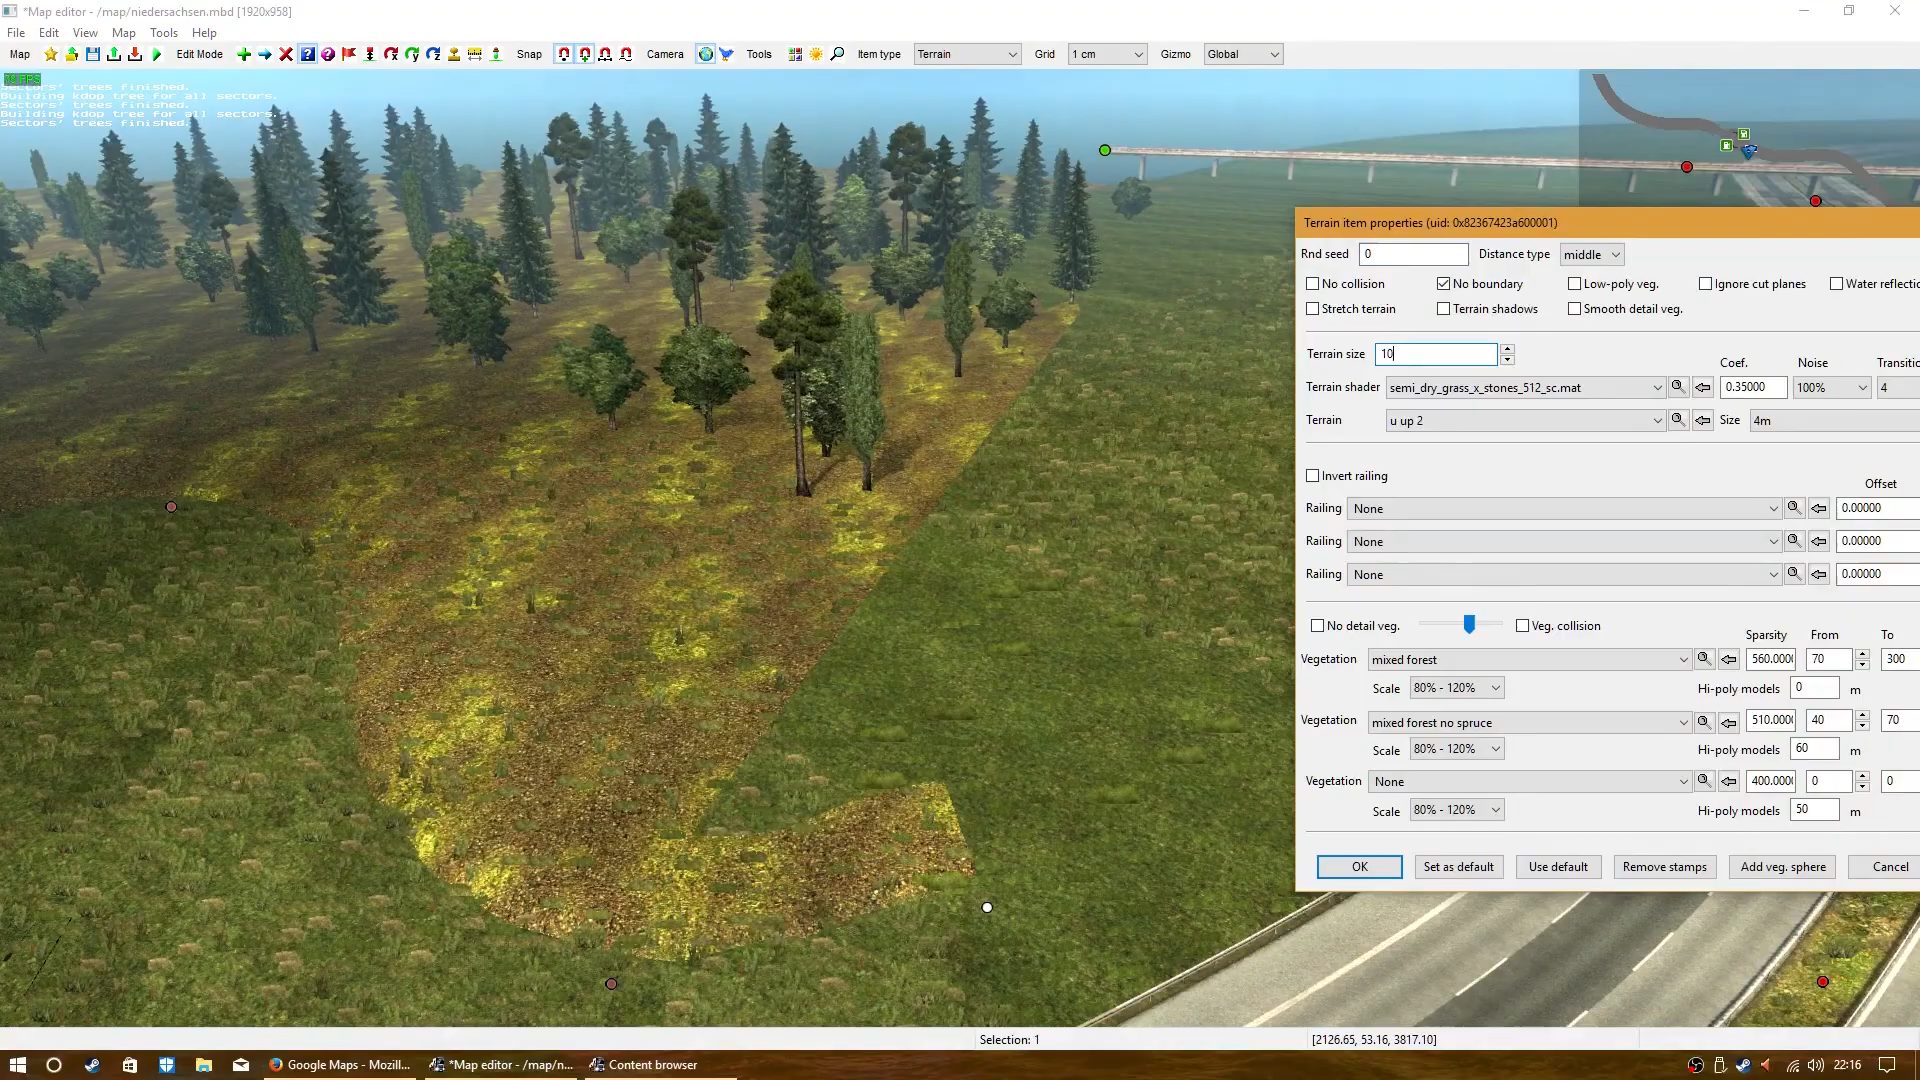 *Map editor - /map/niedersachsen.mbd [1920x958]
File Edit View Map Tools Help
Map Edit Mode Snap Camera Tools Item type Terrain Grid 1 cm Gizmo Global
Sectors' trees finished.
Building kdop tree for all sectors.
Sectors' trees finished.
Building kdop tree for all sectors.
Sectors' trees finished.
Terrain item properties (uid: 0x82367423a600001)
Rnd seed 0 Distance type middle
No collision No boundary Low-poly veg. Ignore cut planes Water reflectic
Stretch terrain Terrain shadows Smooth detail veg.
Terrain size 10
Coef. Noise Transitic
Terrain shader semi_dry_grass_x_stones_512_sc.mat 0.35000 100% 4
Terrain u up 2 Size 4m
Invert railing
Offset
Railing None 0.00000
Railing None 0.00000
Railing None 0.00000
No detail veg. Veg. collision
Sparsity From To
Vegetation mixed forest 560.000( 70 300
Scale 80% - 120% Hi-poly models 0 m
Vegetation mixed forest no spruce 510.000( 40 70
Scale 80% - 120% Hi-poly models 60 m
Vegetation None 400.000( 0 0
Scale 80% - 120% Hi-poly models 50 m
OK Set as default Use default Remove stamps Add veg. sphere Cancel
Selection: 1 [2126.65, 53.16, 3817.10]
Google Maps - Mozill... *Map editor - /map/n... Content browser 22:16